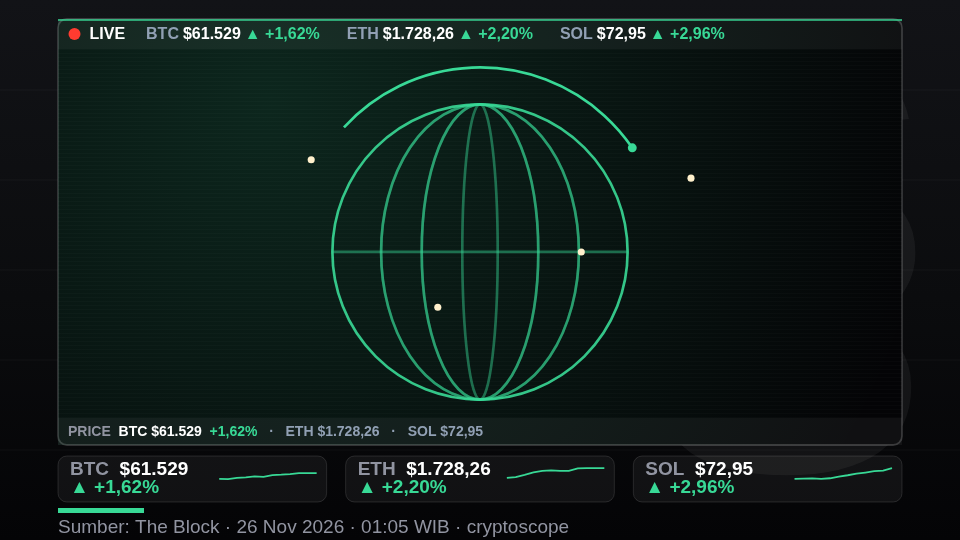 LIVE BTC $61.529 ▲ +1,62% ETH $1.728,26 ▲ +2,20% SOL $72,95 ▲ +2,96%
PRICE BTC $61.529 +1,62% · ETH $1.728,26 · SOL $72,95
BTC $61.529
▲ +1,62%
ETH $1.728,26
▲ +2,20%
SOL $72,95
▲ +2,96%
Sumber: The Block · 26 Nov 2026 · 01:05 WIB · cryptoscope